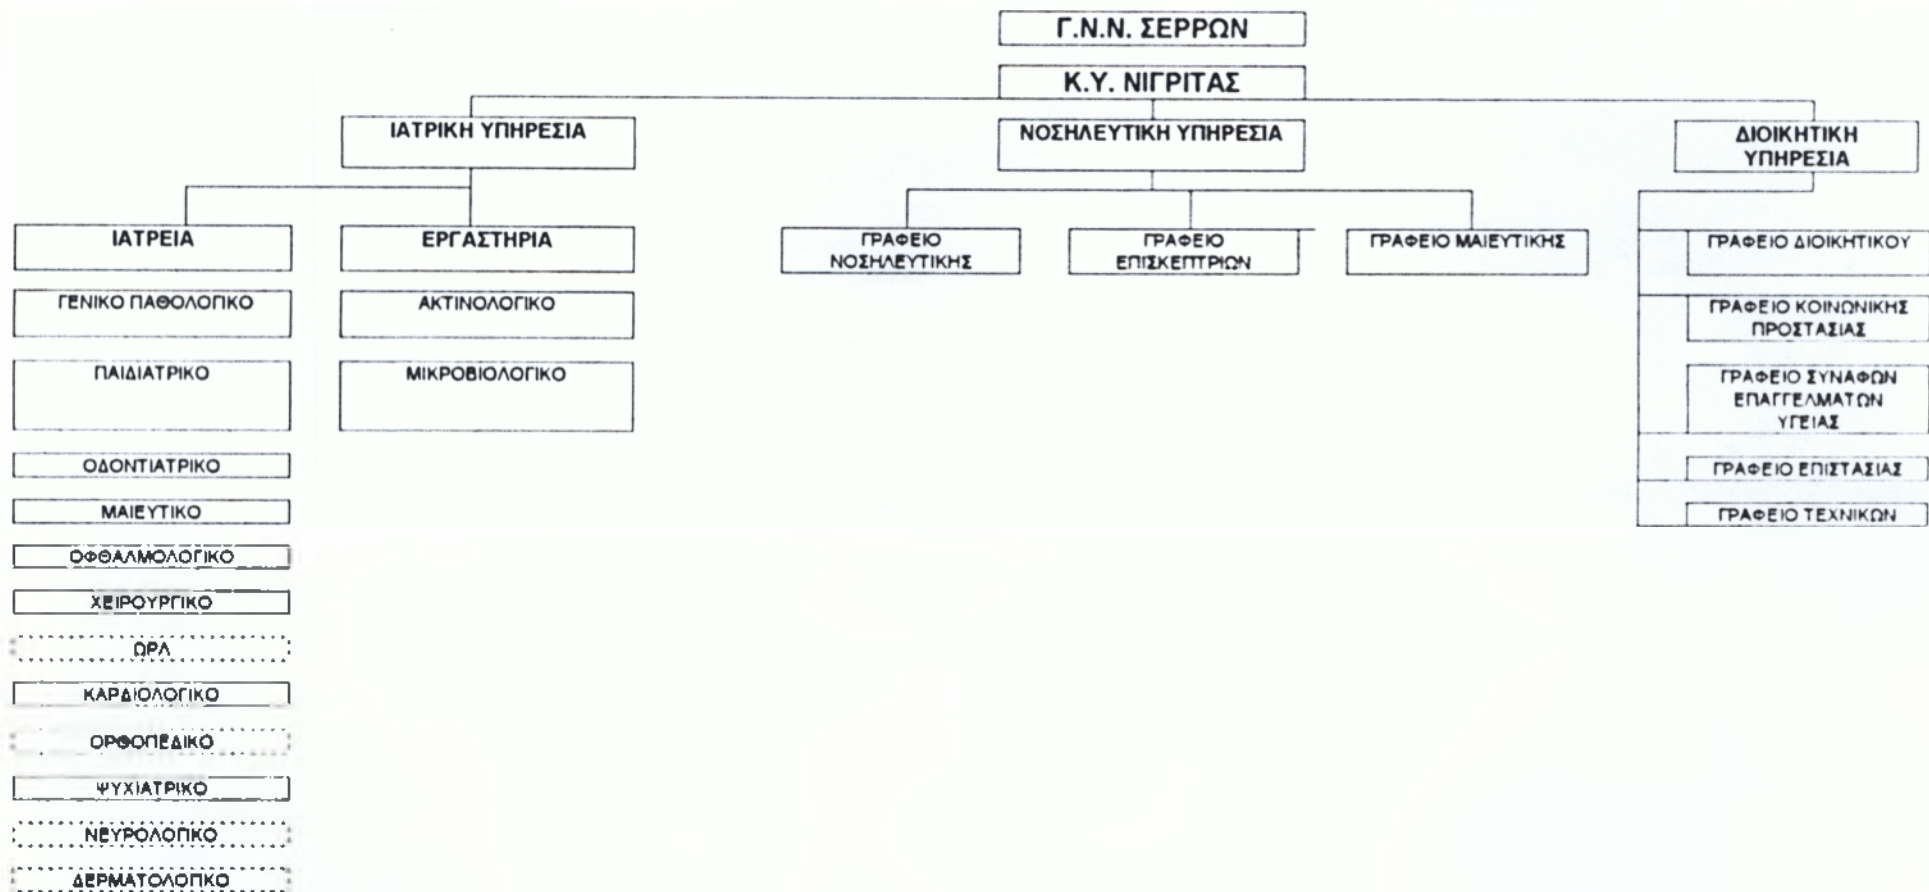 Γ.Ν.Ν. ΣΕΡΡΩΝ
Κ.Υ. ΝΙΓΡΙΤΑΣ
ΙΑΤΡΙΚΗ ΥΠΗΡΕΣΙΑ
ΝΟΣΗΛΕΥΤΙΚΗ ΥΠΗΡΕΣΙΑ
ΔΙΟΙΚΗΤΙΚΗ
ΥΠΗΡΕΣΙΑ
ΙΑΤΡΕΙΑ
ΓΕΝΙΚΟ ΠΑΘΟΛΟΓΙΚΟ
ΠΑΙΔΙΑΤΡΙΚΟ
ΟΔΟΝΤΙΑΤΡΙΚΟ
ΜΑΙΕΥΤΙΚΟ
ΟΦΘΑΛΜΟΛΟΓΙΚΟ
ΧΕΙΡΟΥΡΓΙΚΟ
ΩΡΛ
ΚΑΡΔΙΟΛΟΓΙΚΟ
ΟΡΘΟΠΕΔΙΚΟ
ΨΥΧΙΑΤΡΙΚΟ
ΝΕΥΡΟΛΟΓΙΚΟ
ΔΕΡΜΑΤΟΛΟΓΙΚΟ
ΕΡΓΑΣΤΗΡΙΑ
ΑΚΤΙΝΟΛΟΓΙΚΟ
ΜΙΚΡΟΒΙΟΛΟΓΙΚΟ
ΓΡΑΦΕΙΟ
ΝΟΣΗΛΕΥΤΙΚΗΣ
ΓΡΑΦΕΙΟ
ΕΠΙΣΚΕΠΤΡΙΩΝ
ΓΡΑΦΕΙΟ ΜΑΙΕΥΤΙΚΗΣ
ΓΡΑΦΕΙΟ ΔΙΟΙΚΗΤΙΚΟΥ
ΓΡΑΦΕΙΟ ΚΟΙΝΩΝΙΚΗΣ
ΠΡΟΣΤΑΣΙΑΣ
ΓΡΑΦΕΙΟ ΣΥΝΑΦΩΝ
ΕΠΑΓΓΕΛΜΑΤΩΝ
ΥΓΕΙΑΣ
ΓΡΑΦΕΙΟ ΕΠΙΣΤΑΣΙΑΣ
ΓΡΑΦΕΙΟ ΤΕΧΝΙΚΩΝ